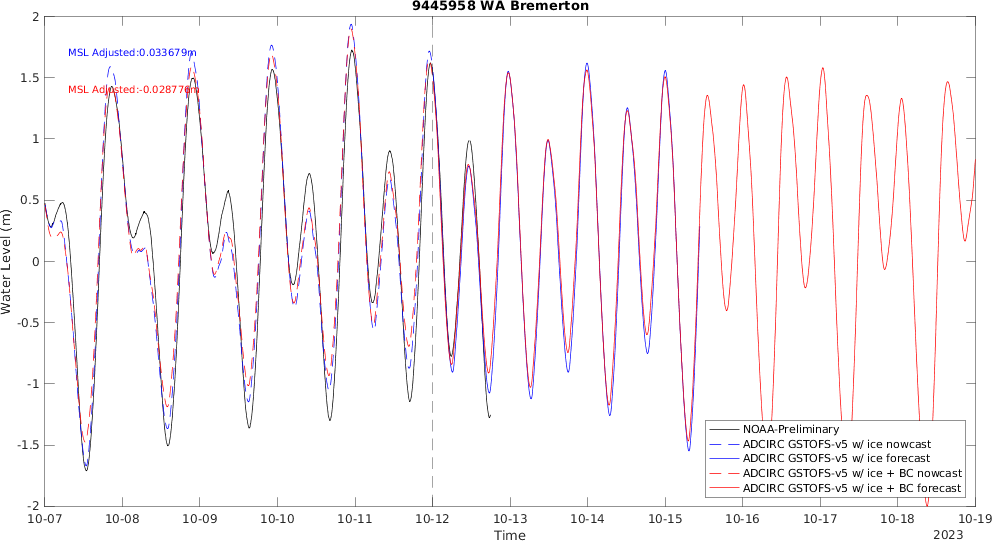 9445958 WA Bremerton
MSL Adjusted:0.033679m
MSL Adjusted:-0.028776m
Water Level (m)
2
1.5
1
0.5
0
-0.5
-1
-1.5
-2
NOAA-Preliminary
ADCIRC GSTOFS-v5 w/ ice nowcast
ADCIRC GSTOFS-v5 w/ ice forecast
ADCIRC GSTOFS-v5 w/ ice + BC nowcast
ADCIRC GSTOFS-v5 w/ ice + BC forecast
10-07 10-08 10-09 10-10 10-11 10-12 10-13 10-14 10-15 10-16 10-17 10-18 10-19
Time
2023